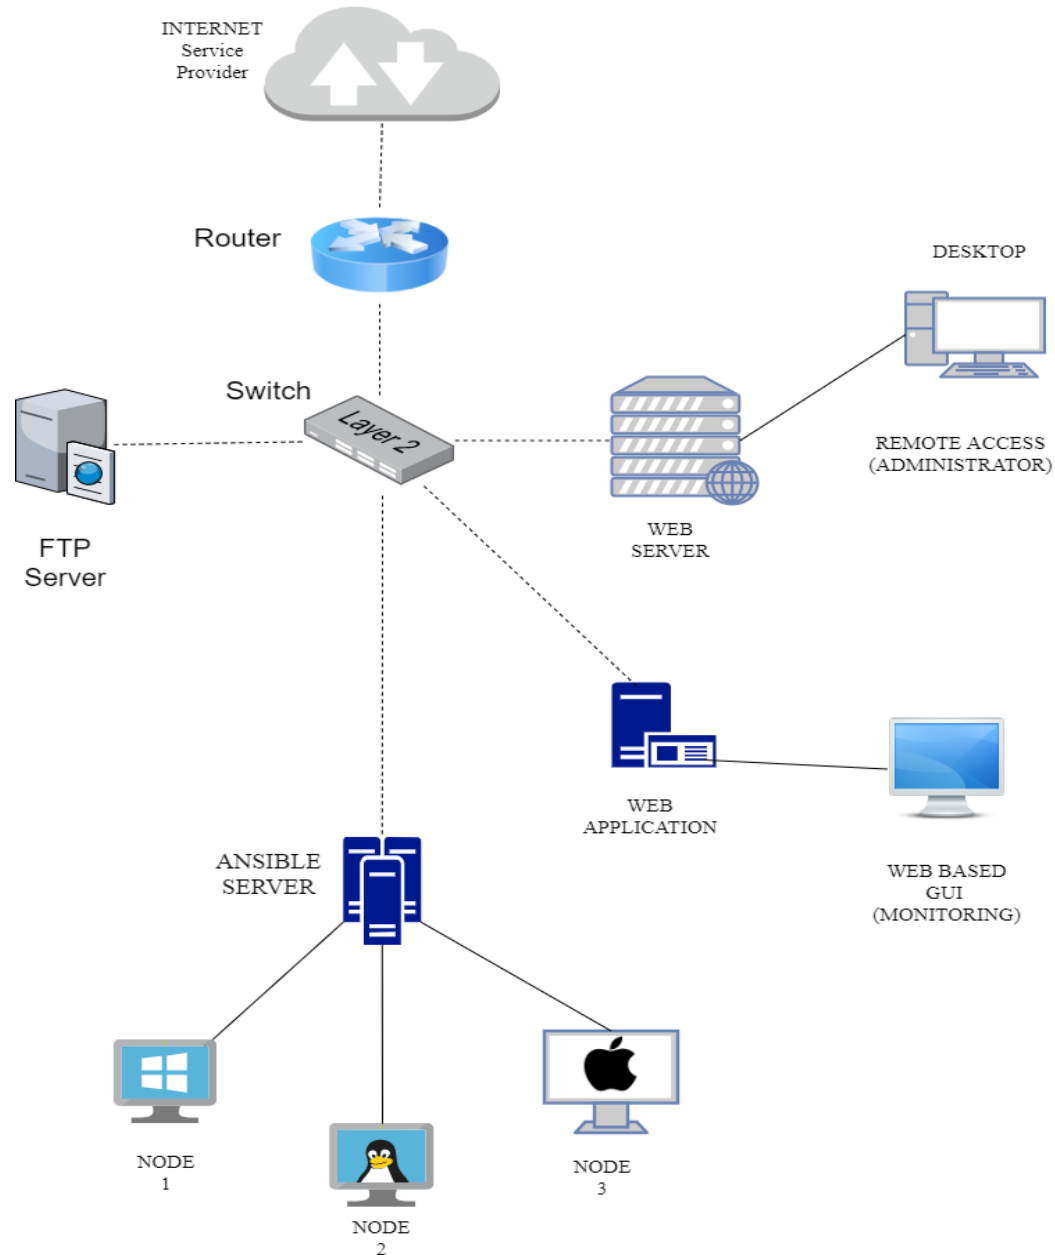 INTERNET
Service
Provider
Router
DESKTOP
Switch
Layer 2
REMOTE ACCESS
(ADMINISTRATOR)
WEB
SERVER
FTP
Server
WEB
APPLICATION
ANSIBLE
SERVER
WEB BASED
GUI
(MONITORING)
NODE
1
NODE
2
NODE
3